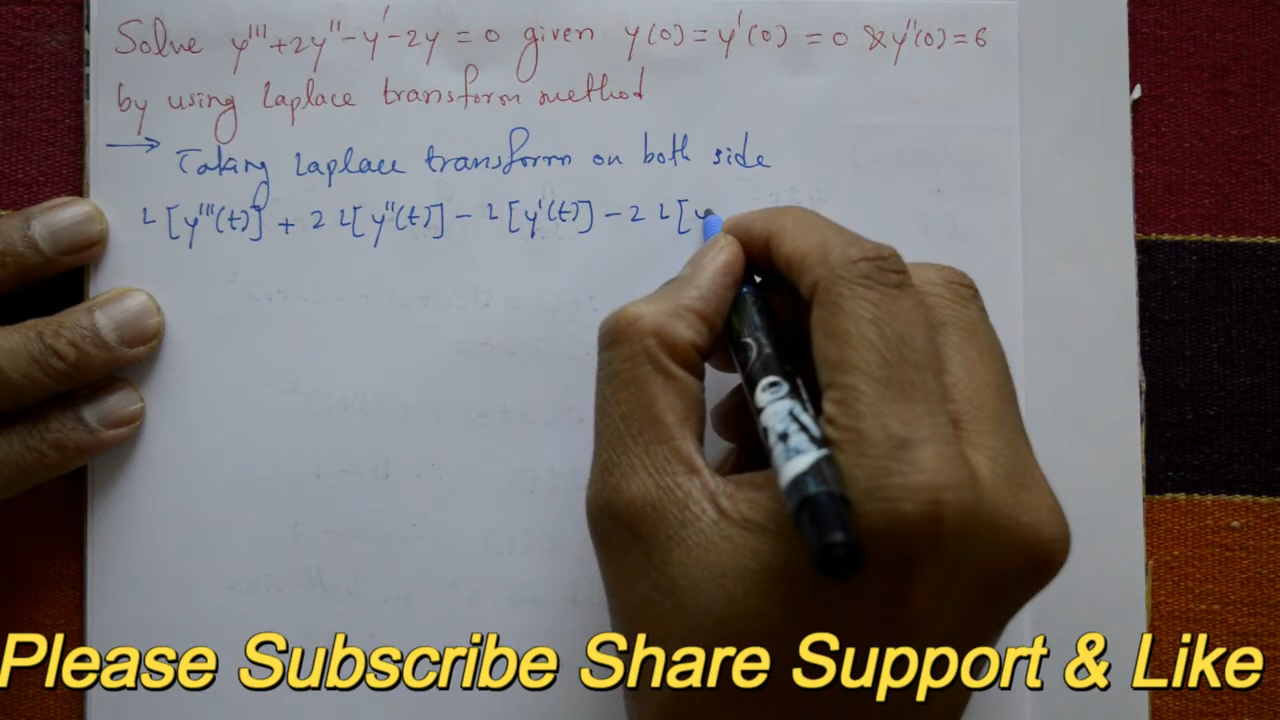 Solve y''' + 2y'' - y' - 2y = 0 given y(0) = y'(0) = 0 & y''(0) = 6
by using Laplace transform method
→ Taking Laplace transform on both side
L[y'''(t)] + 2 L[y''(t)] - L[y'(t)] - 2 L[y
Please Subscribe Share Support & Like